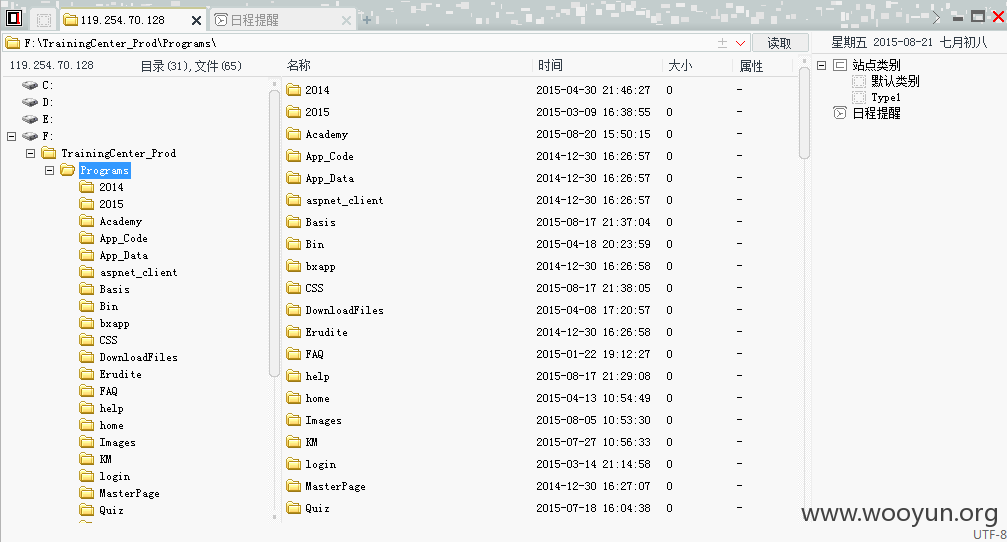 119.254.70.128 日程提醒
F:\TrainingCenter_Prod\Programs\ 读取 星期五 2015-08-21 七月初八
119.254.70.128 目录(31),文件(65)
C:
D:
E:
F:
TrainingCenter_Prod
Programs
2014
2015
Academy
App_Code
App_Data
aspnet_client
Basis
Bin
bxapp
CSS
DownloadFiles
Erudite
FAQ
help
home
Images
KM
login
MasterPage
Quiz
名称 时间 大小 属性
2014 2015-04-30 21:46:27 0 -
2015 2015-03-09 16:38:55 0 -
Academy 2015-08-20 15:50:15 0 -
App_Code 2014-12-30 16:26:57 0 -
App_Data 2014-12-30 16:26:57 0 -
aspnet_client 2014-12-30 16:26:57 0 -
Basis 2015-08-17 21:37:04 0 -
Bin 2015-04-18 20:23:59 0 -
bxapp 2014-12-30 16:26:58 0 -
CSS 2015-08-17 21:38:05 0 -
DownloadFiles 2015-04-08 17:20:57 0 -
Erudite 2014-12-30 16:26:58 0 -
FAQ 2015-01-22 19:12:27 0 -
help 2015-08-17 21:29:08 0 -
home 2015-04-13 10:54:49 0 -
Images 2015-08-05 10:53:30 0 -
KM 2015-07-27 10:56:33 0 -
login 2015-03-14 21:14:58 0 -
MasterPage 2014-12-30 16:27:07 0 -
Quiz 2015-07-18 16:04:38 0 -
站点类别
默认类别
Type1
日程提醒
www.wooyun.org
UTF-8